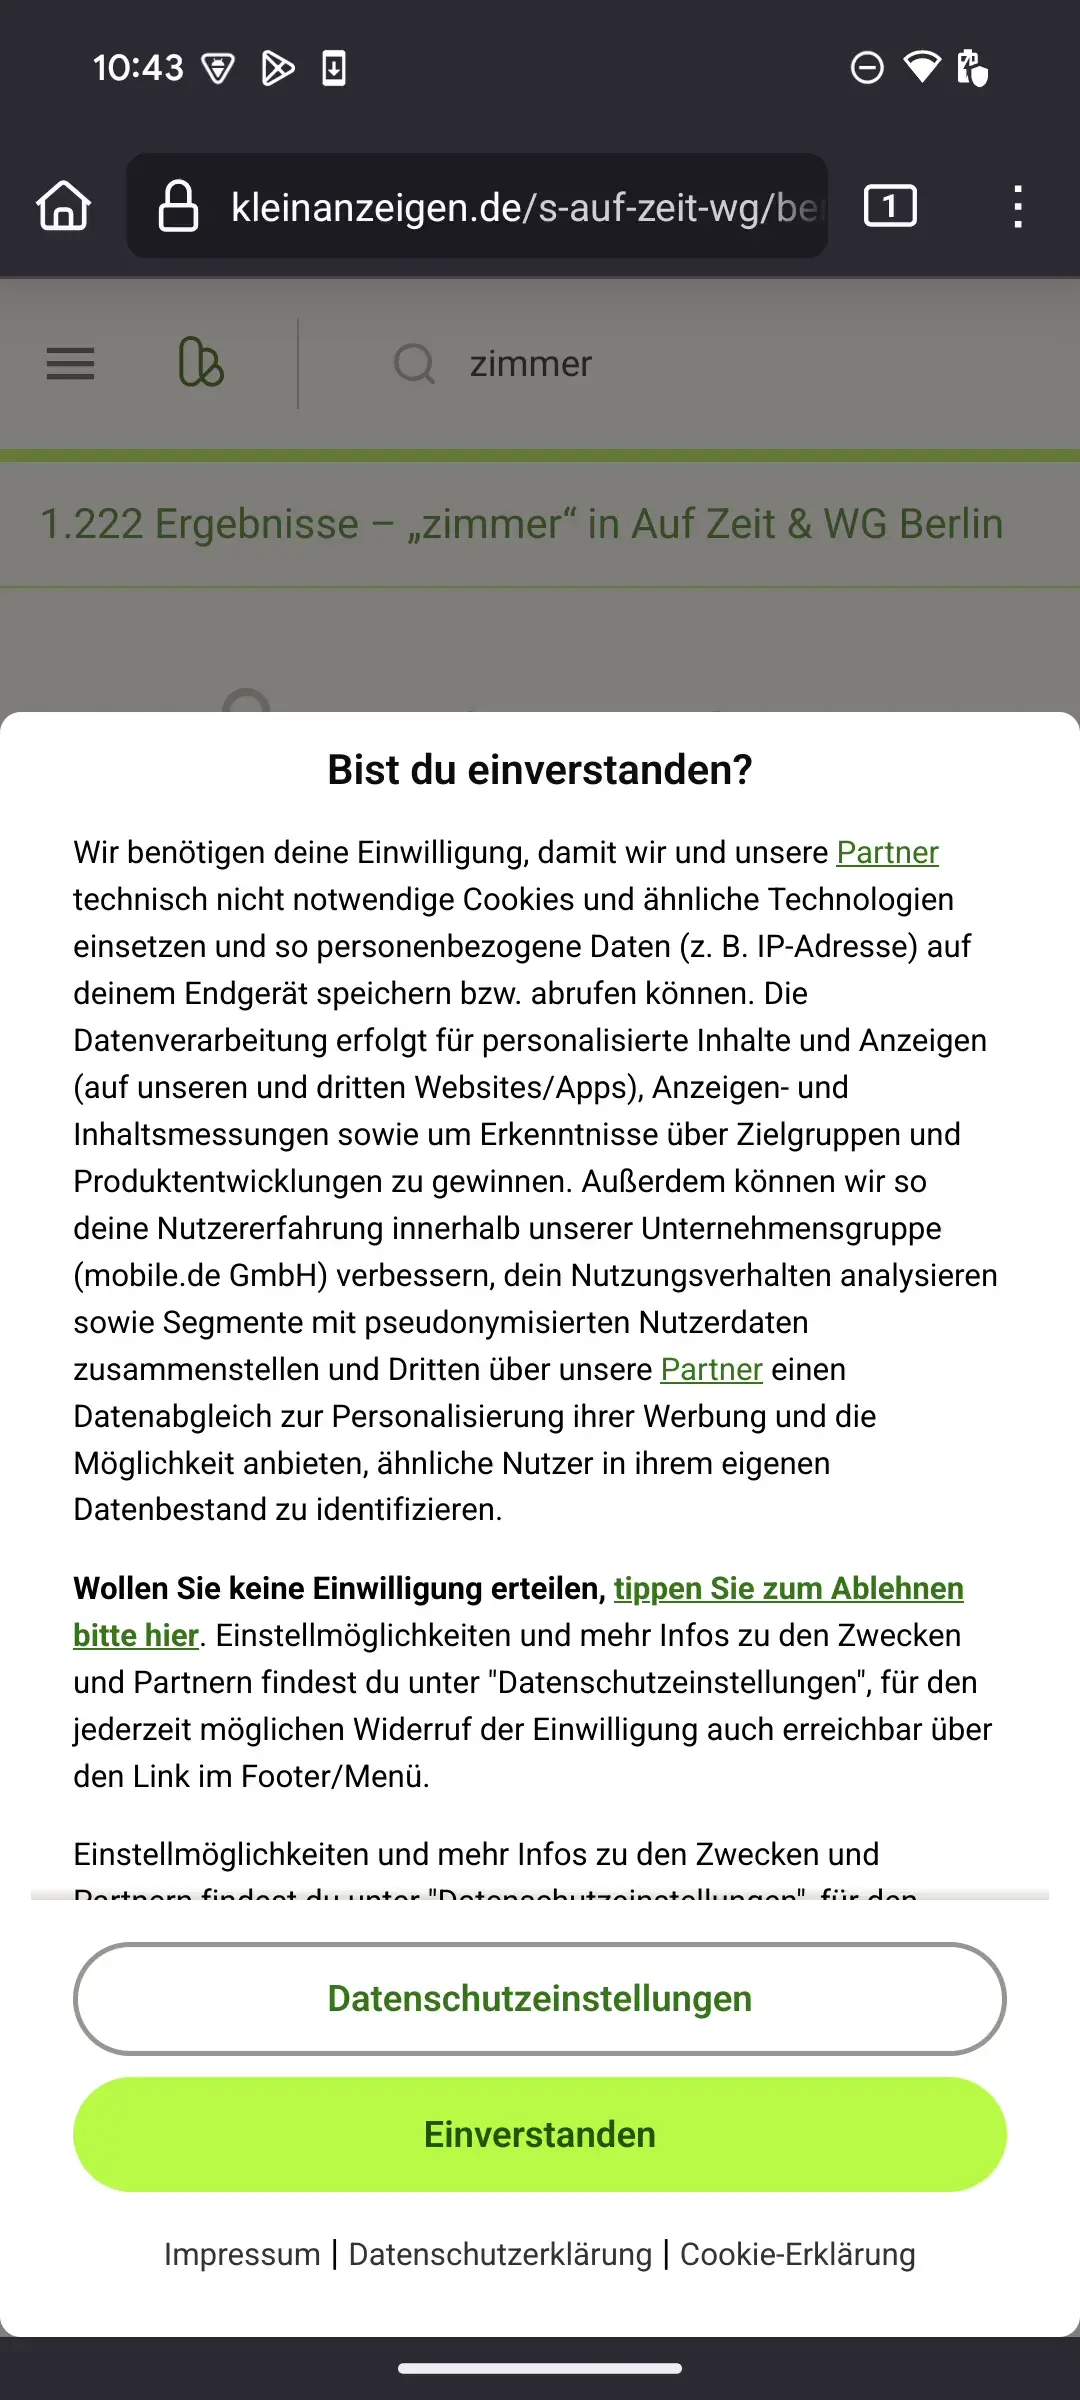 10:43
kleinanzeigen.de/s-auf-zeit-wg/be
1
zimmer
1.222 Ergebnisse – „zimmer“ in Auf Zeit & WG Berlin
Bist du einverstanden?
Wir benötigen deine Einwilligung, damit wir und unsere Partner
technisch nicht notwendige Cookies und ähnliche Technologien
einsetzen und so personenbezogene Daten (z. B. IP-Adresse) auf
deinem Endgerät speichern bzw. abrufen können. Die
Datenverarbeitung erfolgt für personalisierte Inhalte und Anzeigen
(auf unseren und dritten Websites/Apps), Anzeigen- und
Inhaltsmessungen sowie um Erkenntnisse über Zielgruppen und
Produktentwicklungen zu gewinnen. Außerdem können wir so
deine Nutzererfahrung innerhalb unserer Unternehmensgruppe
(mobile.de GmbH) verbessern, dein Nutzungsverhalten analysieren
sowie Segmente mit pseudonymisierten Nutzerdaten
zusammenstellen und Dritten über unsere Partner einen
Datenabgleich zur Personalisierung ihrer Werbung und die
Möglichkeit anbieten, ähnliche Nutzer in ihrem eigenen
Datenbestand zu identifizieren.
Wollen Sie keine Einwilligung erteilen, tippen Sie zum Ablehnen
bitte hier. Einstellmöglichkeiten und mehr Infos zu den Zwecken
und Partnern findest du unter "Datenschutzeinstellungen", für den
jederzeit möglichen Widerruf der Einwilligung auch erreichbar über
den Link im Footer/Menü.
Einstellmöglichkeiten und mehr Infos zu den Zwecken und
Partnern findest du unter "Datenschutzeinstellungen", für den
Datenschutzeinstellungen
Einverstanden
Impressum | Datenschutzerklärung | Cookie-Erklärung